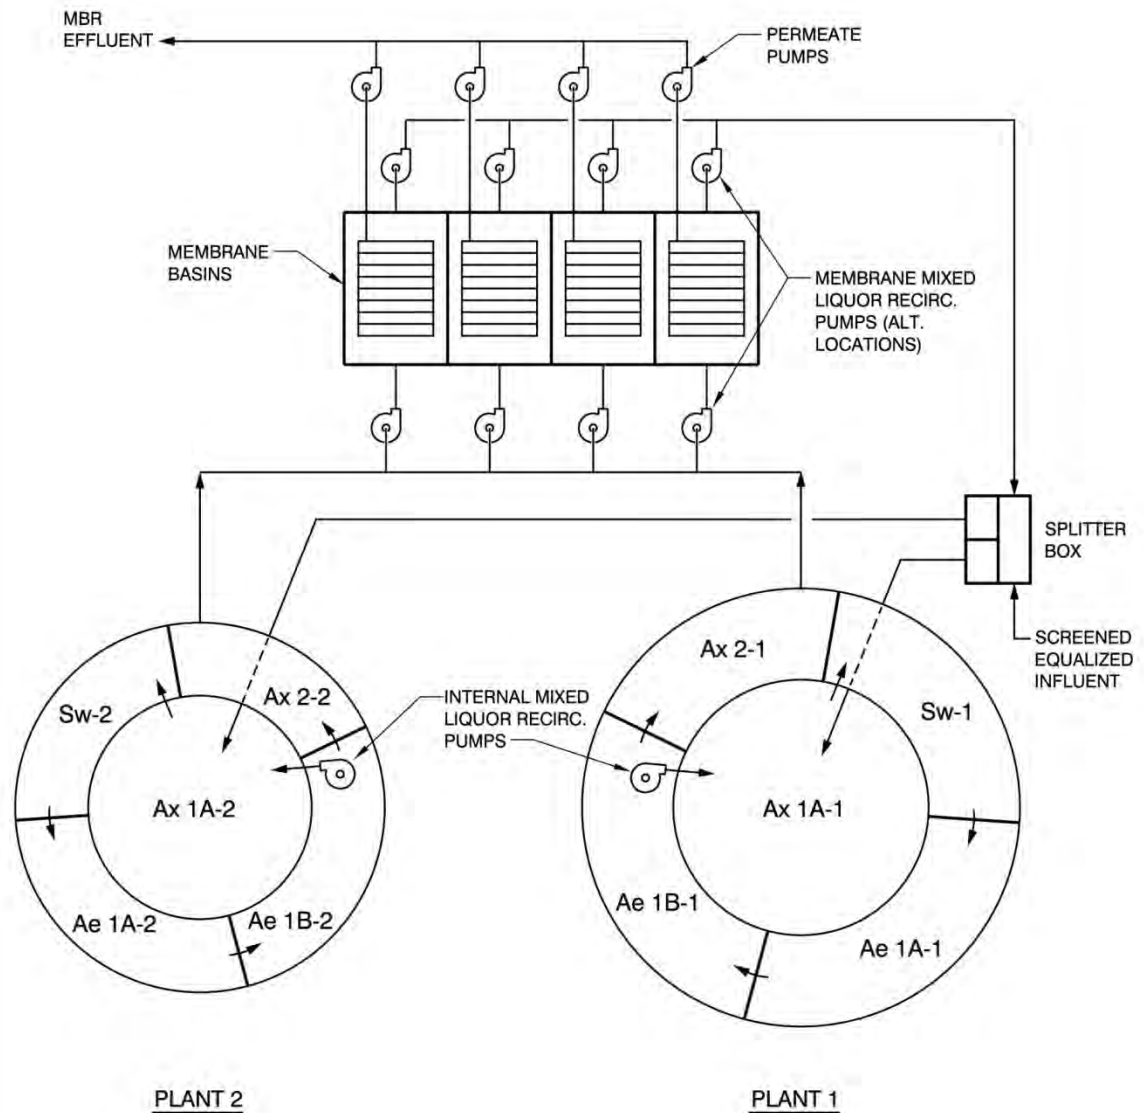 MBR
EFFLUENT
PERMEATE
PUMPS
MEMBRANE
BASINS
MEMBRANE MIXED
LIQUOR RECIRC.
PUMPS (ALT.
LOCATIONS)
SPLITTER
BOX
SCREENED
EQUALIZED
INFLUENT
INTERNAL MIXED
LIQUOR RECIRC.
PUMPS
Sw-2
Ax 2-2
Ax 1A-2
Ae 1A-2
Ae 1B-2
Ax 2-1
Sw-1
Ax 1A-1
Ae 1B-1
Ae 1A-1
PLANT 2
PLANT 1